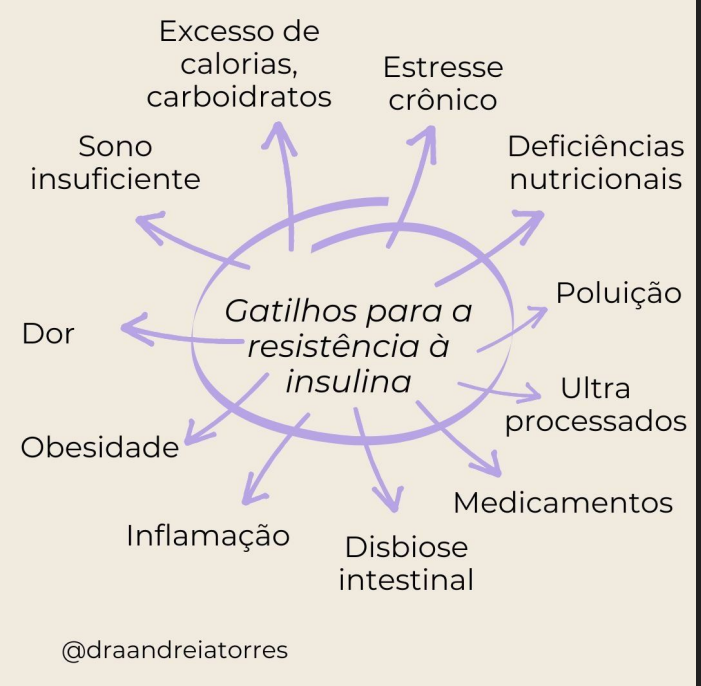 Excesso de
calorias,
carboidratos
Estresse
crônico
Sono
insuficiente
Deficiências
nutricionais
Poluição
Gatilhos para a
resistência à
insulina
Dor
Ultra
processados
Obesidade
Medicamentos
Inflamação
Disbiose
intestinal
@draandreiatorres